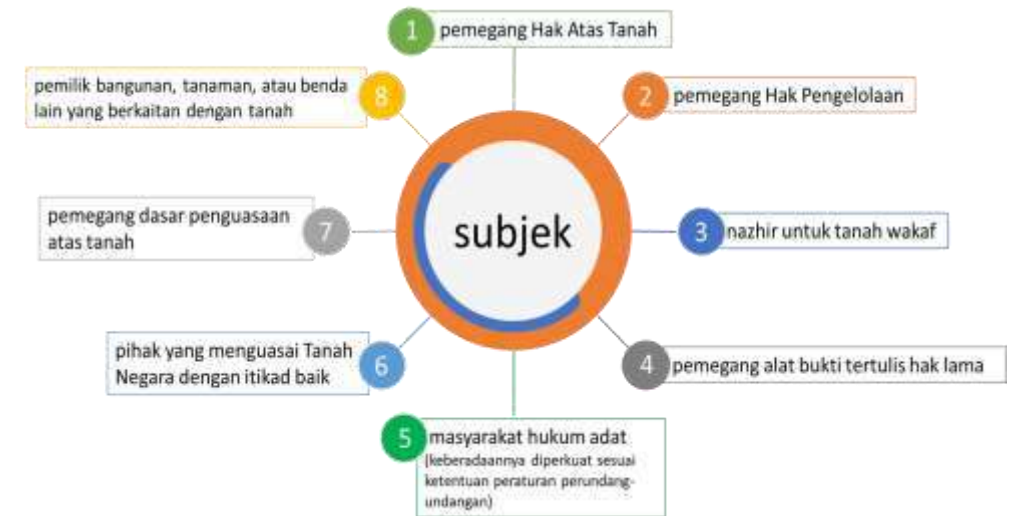 1 pemegang Hak Atas Tanah
2 pemegang Hak Pengelolaan
3 nazhir untuk tanah wakaf
4 pemegang alat bukti tertulis hak lama
5 masyarakat hukum adat
(keberadaannya diperkuat sesuai
ketentuan peraturan perundang-
undangan)
6 pihak yang menguasai Tanah
Negara dengan itikad baik
7 pemegang dasar penguasaan
atas tanah
8 pemilik bangunan, tanaman, atau benda
lain yang berkaitan dengan tanah
subjek